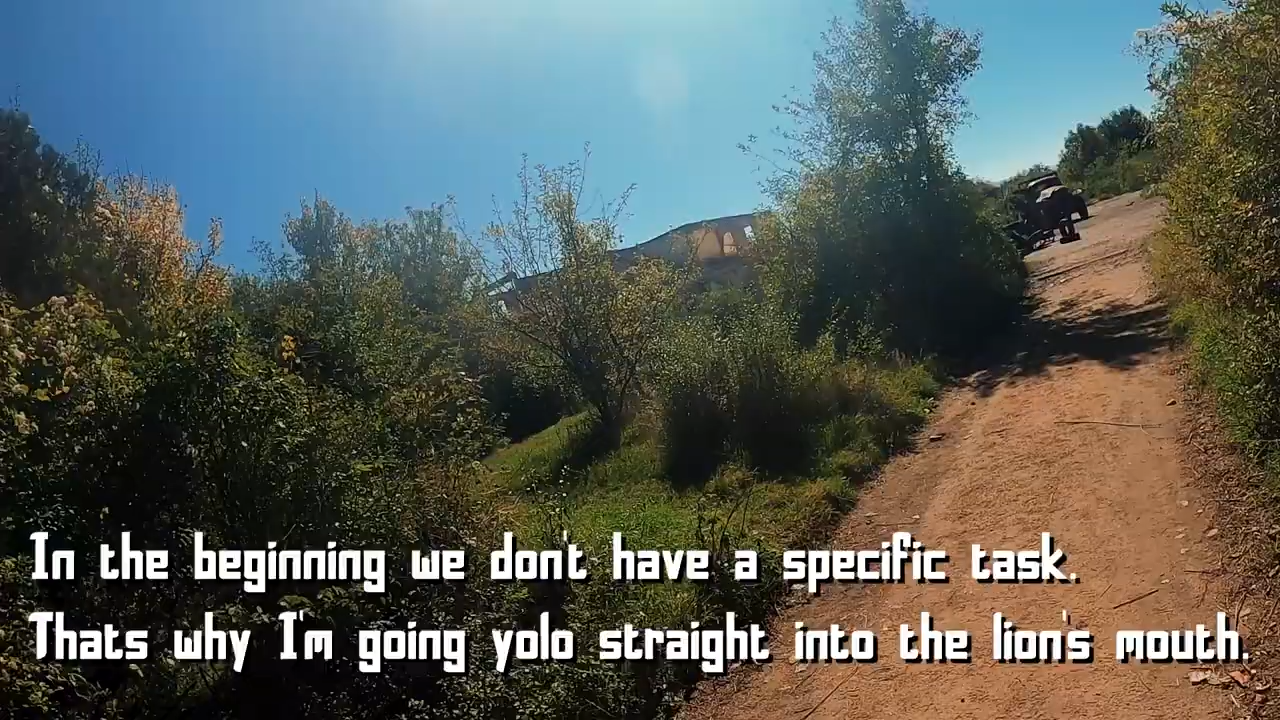 In the beginning we don't have a specific task.
Thats why I'm going yolo straight into the lion's mouth.